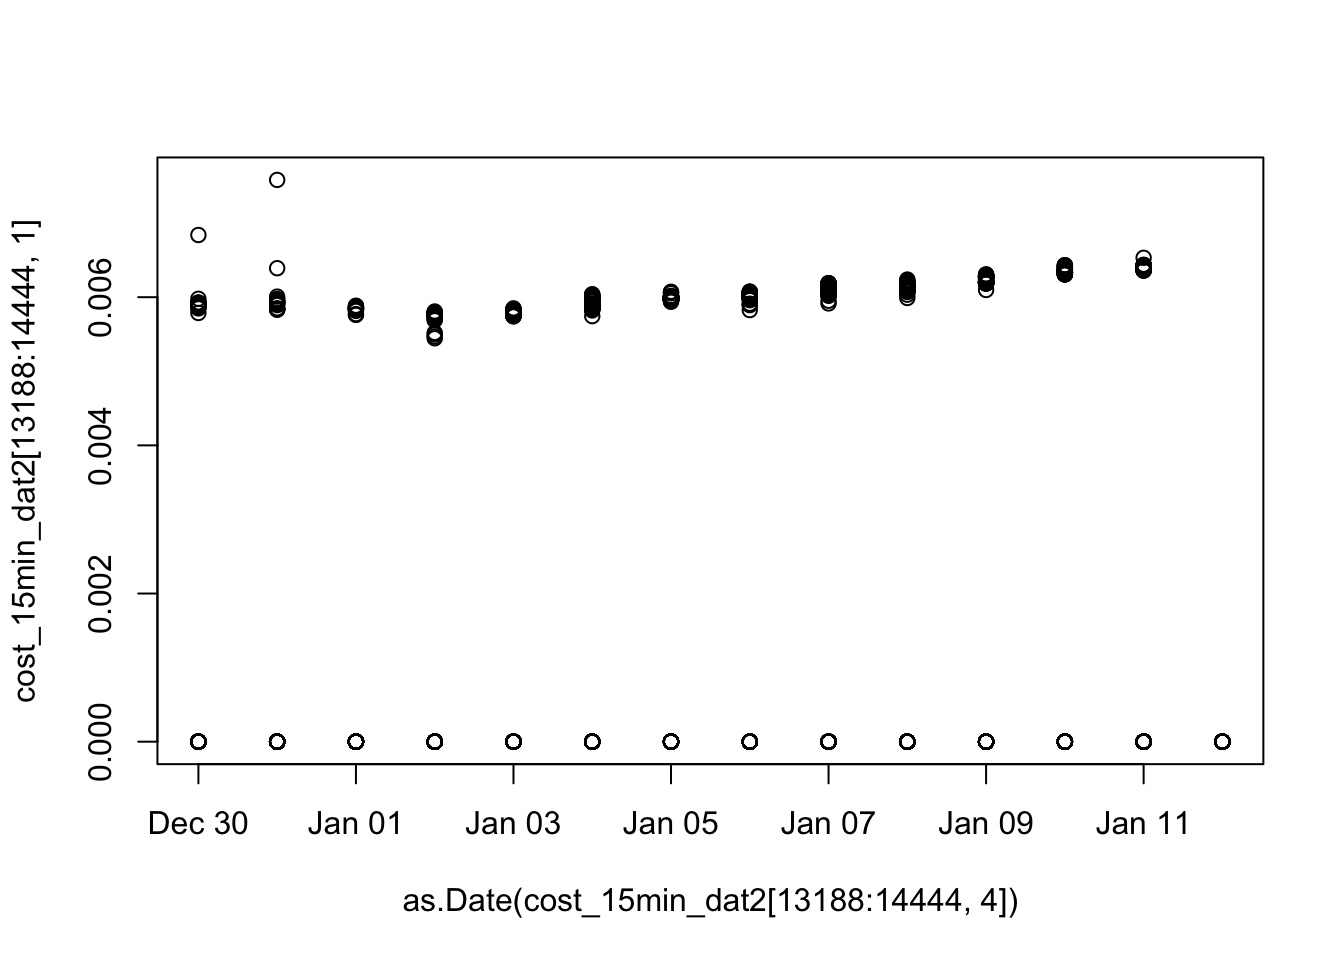 cost_15min_dat2[13188:14444, 1]
0.006
0.004
0.002
0.000
Dec 30
Jan 01
Jan 03
Jan 05
Jan 07
Jan 09
Jan 11
as.Date(cost_15min_dat2[13188:14444, 4])